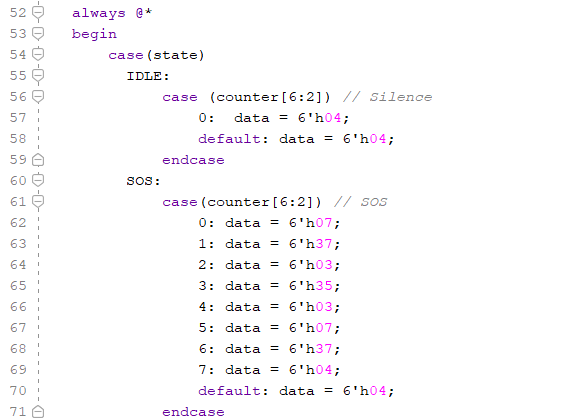 52 always @*
53 begin
54 case(state)
55 IDLE:
56 case (counter[6:2]) // Silence
57 0:  data = 6'h04;
58 default: data = 6'h04;
59 endcase
60 SOS:
61 case(counter[6:2]) // SOS
62 0: data = 6'h07;
63 1: data = 6'h37;
64 2: data = 6'h03;
65 3: data = 6'h35;
66 4: data = 6'h03;
67 5: data = 6'h07;
68 6: data = 6'h37;
69 7: data = 6'h04;
70 default: data = 6'h04;
71 endcase